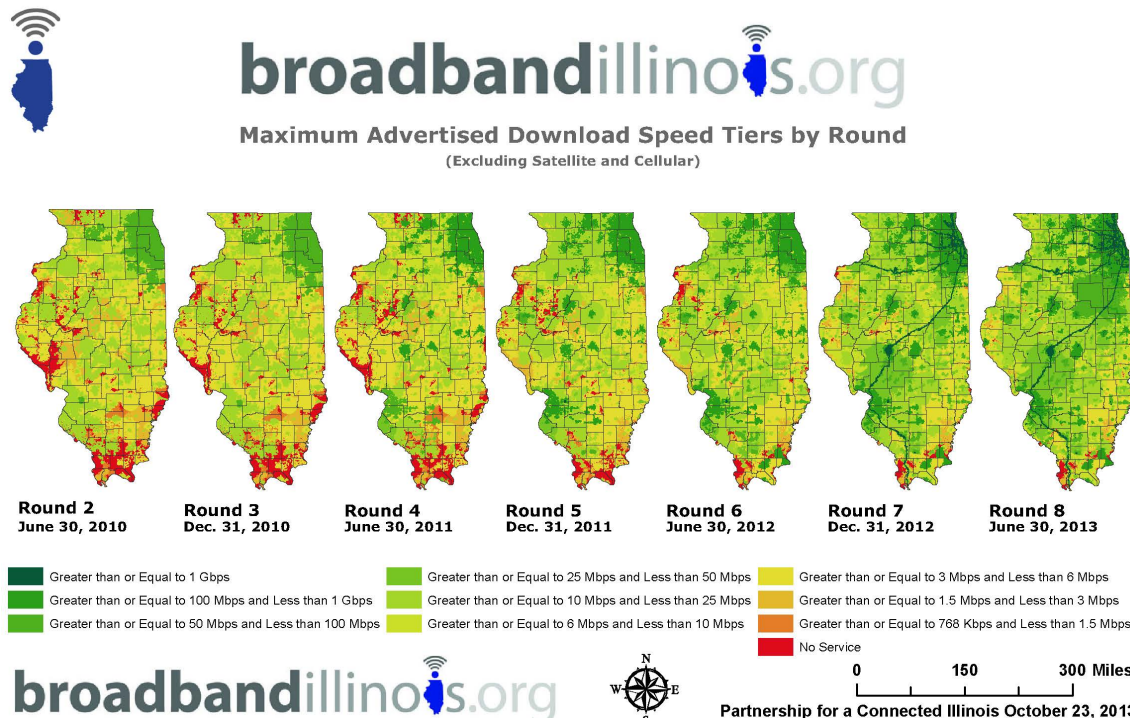 broadbandillinois.org
Maximum Advertised Download Speed Tiers by Round
(Excluding Satellite and Cellular)
Round 2
June 30, 2010
Round 3
Dec. 31, 2010
Round 4
June 30, 2011
Round 5
Dec. 31, 2011
Round 6
June 30, 2012
Round 7
Dec. 31, 2012
Round 8
June 30, 2013
Greater than or Equal to 1 Gbps
Greater than or Equal to 100 Mbps and Less than 1 Gbps
Greater than or Equal to 50 Mbps and Less than 100 Mbps
Greater than or Equal to 25 Mbps and Less than 50 Mbps
Greater than or Equal to 10 Mbps and Less than 25 Mbps
Greater than or Equal to 6 Mbps and Less than 10 Mbps
Greater than or Equal to 3 Mbps and Less than 6 Mbps
Greater than or Equal to 1.5 Mbps and Less than 3 Mbps
Greater than or Equal to 768 Kbps and Less than 1.5 Mbps
No Service
broadbandillinois.org
N
W E
S
0 150 300 Miles
Partnership for a Connected Illinois October 23, 2013